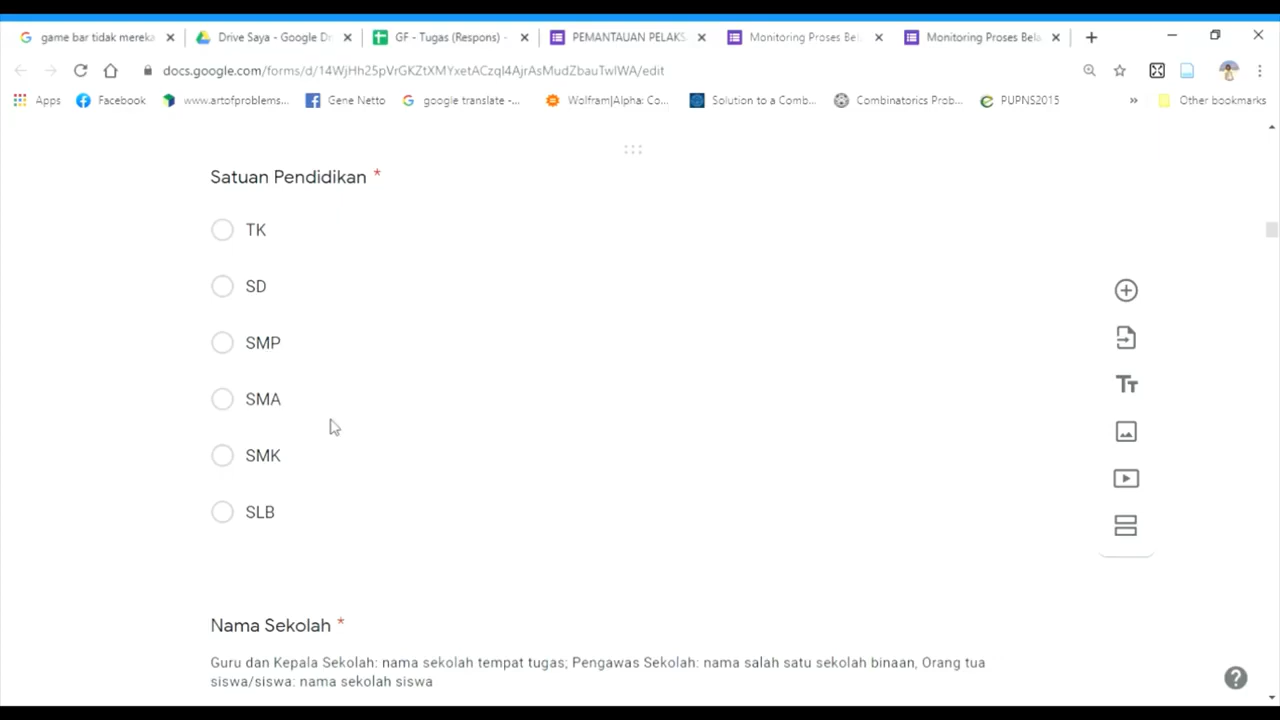 game bar tidak mereka
Drive Saya - Google Dr
GF - Tugas (Respons) -
PEMANTAUAN PELAKS
Monitoring Proses Bela
Monitoring Proses Bela
docs.google.com/forms/d/14WjHh25pVrGKZtXMYxetACzql4AjrAsMudZbauTwIWA/edit
Apps
Facebook
www.artofproblems...
Gene Netto
google translate -...
Wolfram|Alpha: Co...
Solution to a Comb...
Combinatorics Prob...
PUPNS2015
»
Other bookmarks
Satuan Pendidikan *
TK
SD
SMP
SMA
SMK
SLB
Nama Sekolah *
Guru dan Kepala Sekolah: nama sekolah tempat tugas; Pengawas Sekolah: nama salah satu sekolah binaan, Orang tua
siswa/siswa: nama sekolah siswa